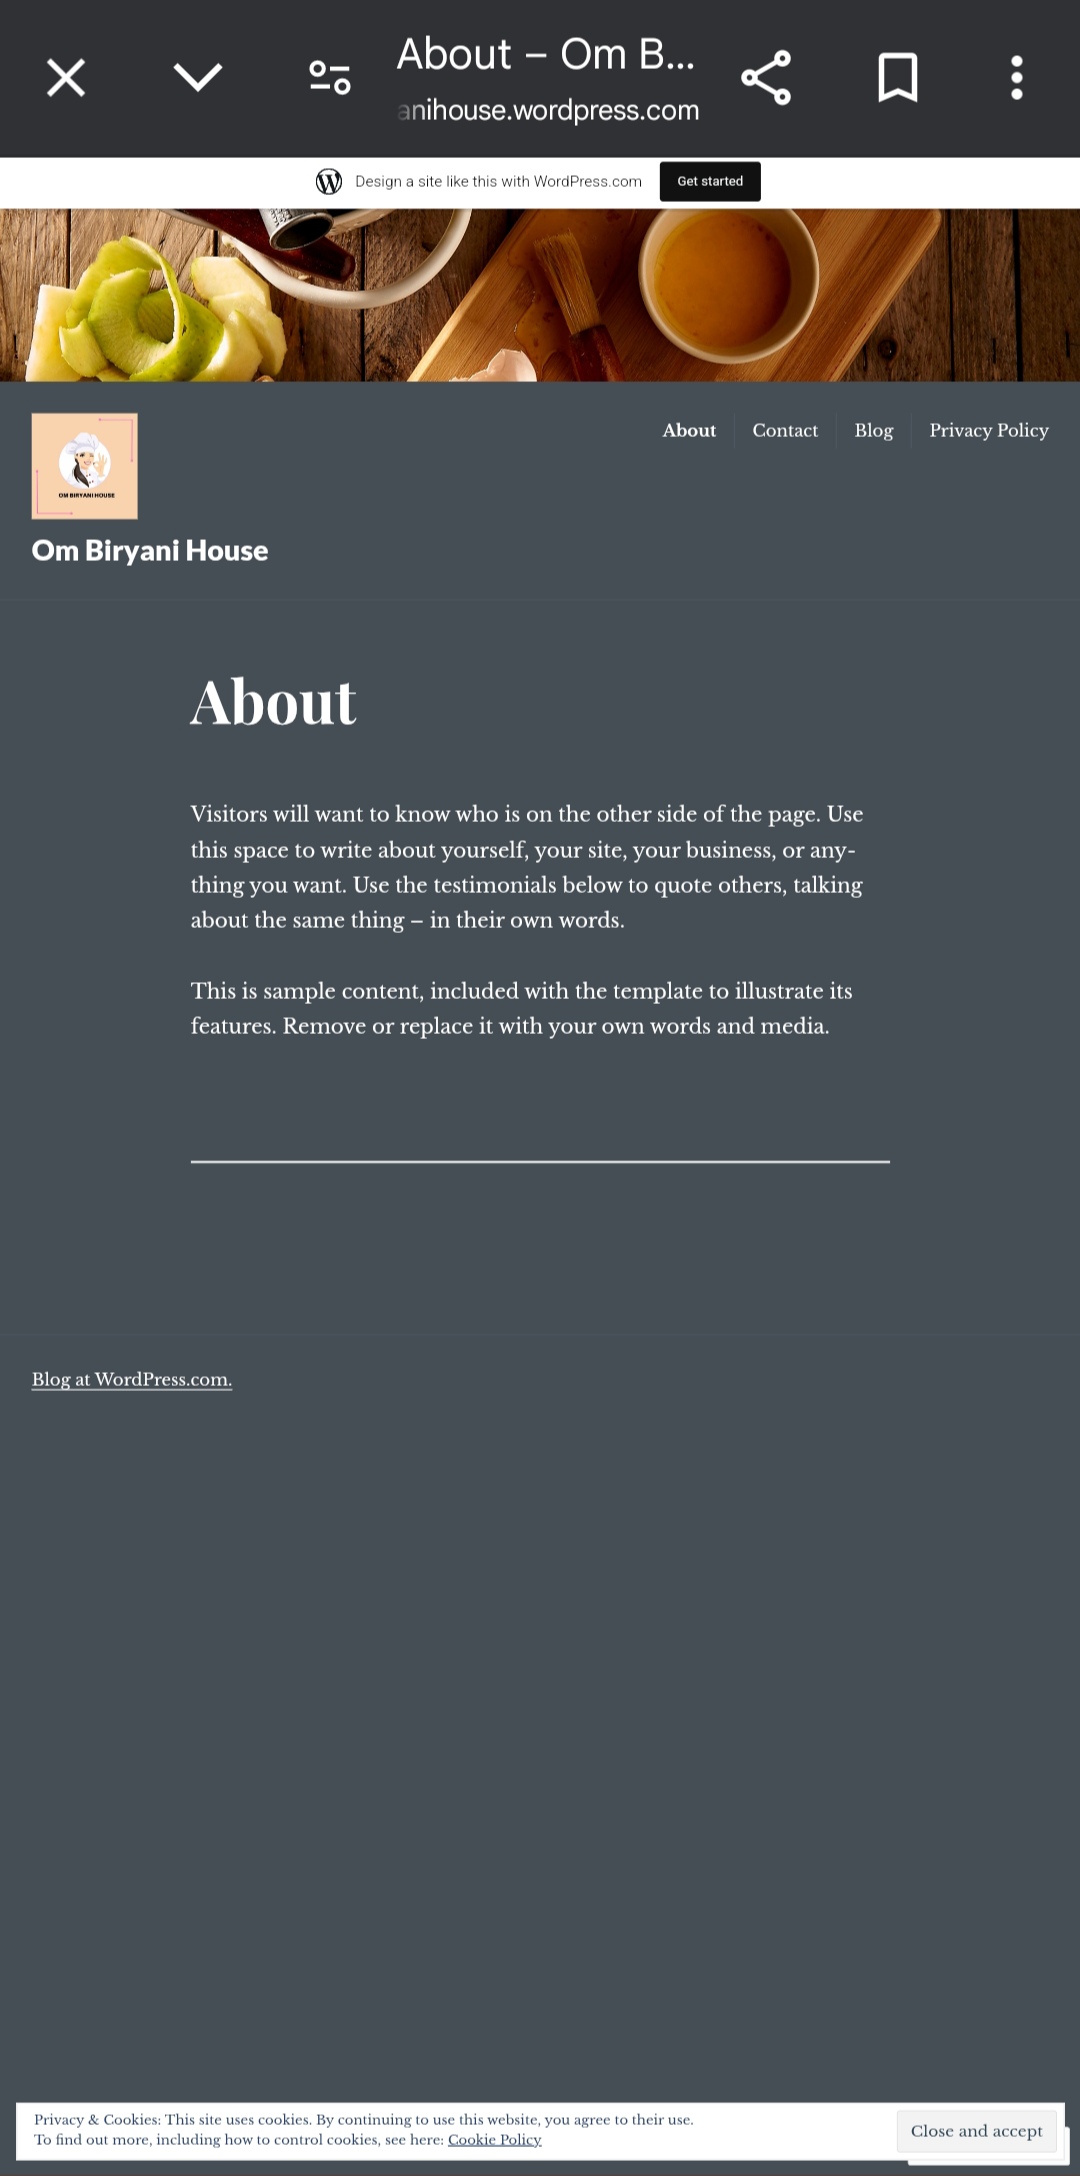 About – Om B...
anihouse.wordpress.com
Design a site like this with WordPress.com
Get started
About
Contact
Blog
Privacy Policy
OM BIRYANI HOUSE
Om Biryani House
About
Visitors will want to know who is on the other side of the page. Use
this space to write about yourself, your site, your business, or any-
thing you want. Use the testimonials below to quote others, talking
about the same thing – in their own words.
This is sample content, included with the template to illustrate its
features. Remove or replace it with your own words and media.
Blog at WordPress.com.
Privacy & Cookies: This site uses cookies. By continuing to use this website, you agree to their use.
To find out more, including how to control cookies, see here: Cookie Policy
Close and accept